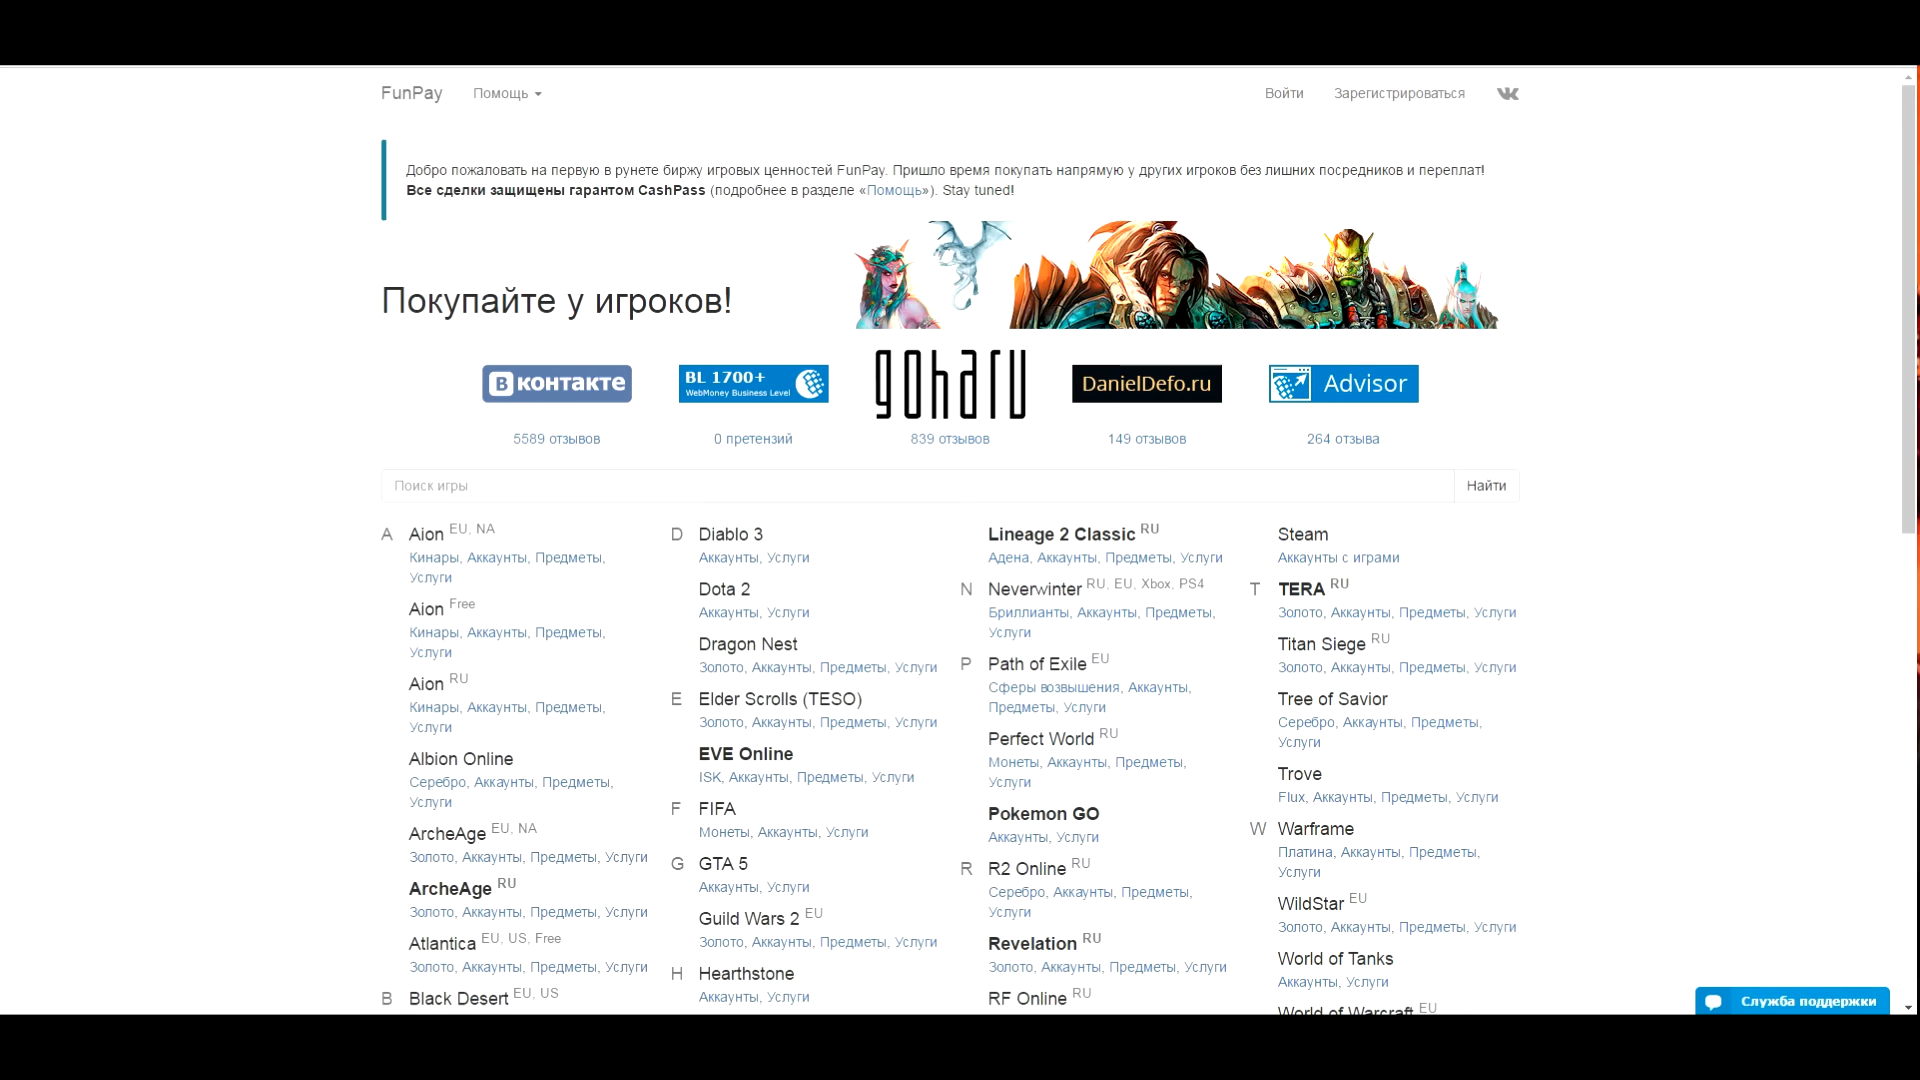 FunPay Помощь Войти Зарегистрироваться
Добро пожаловать на первую в рунете биржу игровых ценностей FunPay. Пришло время покупать напрямую у других игроков без лишних посредников и переплат!
Все сделки защищены гарантом CashPass (подробнее в разделе «Помощь»). Stay tuned!
Покупайте у игроков!
В контакте
BL 1700+
WebMoney Business Level
goharu
DanielDefo.ru
Advisor
5589 отзывов
0 претензий
839 отзывов
149 отзывов
264 отзыва
Поиск игры Найти
A Aion EU, NA
Кинары, Аккаунты, Предметы,
Услуги
Aion Free
Кинары, Аккаунты, Предметы,
Услуги
Aion RU
Кинары, Аккаунты, Предметы,
Услуги
Albion Online
Серебро, Аккаунты, Предметы,
Услуги
ArcheAge EU, NA
Золото, Аккаунты, Предметы, Услуги
ArcheAge RU
Золото, Аккаунты, Предметы, Услуги
Atlantica EU, US, Free
Золото, Аккаунты, Предметы, Услуги
B Black Desert EU, US
D Diablo 3
Аккаунты, Услуги
Dota 2
Аккаунты, Услуги
Dragon Nest
Золото, Аккаунты, Предметы, Услуги
E Elder Scrolls (TESO)
Золото, Аккаунты, Предметы, Услуги
EVE Online
ISK, Аккаунты, Предметы, Услуги
F FIFA
Монеты, Аккаунты, Услуги
G GTA 5
Аккаунты, Услуги
Guild Wars 2 EU
Золото, Аккаунты, Предметы, Услуги
H Hearthstone
Аккаунты, Услуги
Lineage 2 Classic RU
Адена, Аккаунты, Предметы, Услуги
N Neverwinter RU, EU, Xbox, PS4
Бриллианты, Аккаунты, Предметы,
Услуги
P Path of Exile EU
Сферы возвышения, Аккаунты,
Предметы, Услуги
Perfect World RU
Монеты, Аккаунты, Предметы,
Услуги
Pokemon GO
Аккаунты, Услуги
R R2 Online RU
Серебро, Аккаунты, Предметы,
Услуги
Revelation RU
Золото, Аккаунты, Предметы, Услуги
RF Online RU
Steam
Аккаунты с играми
T TERA RU
Золото, Аккаунты, Предметы, Услуги
Titan Siege RU
Золото, Аккаунты, Предметы, Услуги
Tree of Savior
Серебро, Аккаунты, Предметы,
Услуги
Trove
Flux, Аккаунты, Предметы, Услуги
W Warframe
Платина, Аккаунты, Предметы,
Услуги
WildStar EU
Золото, Аккаунты, Предметы, Услуги
World of Tanks
Аккаунты, Услуги
World of Warcraft EU
Служба поддержки